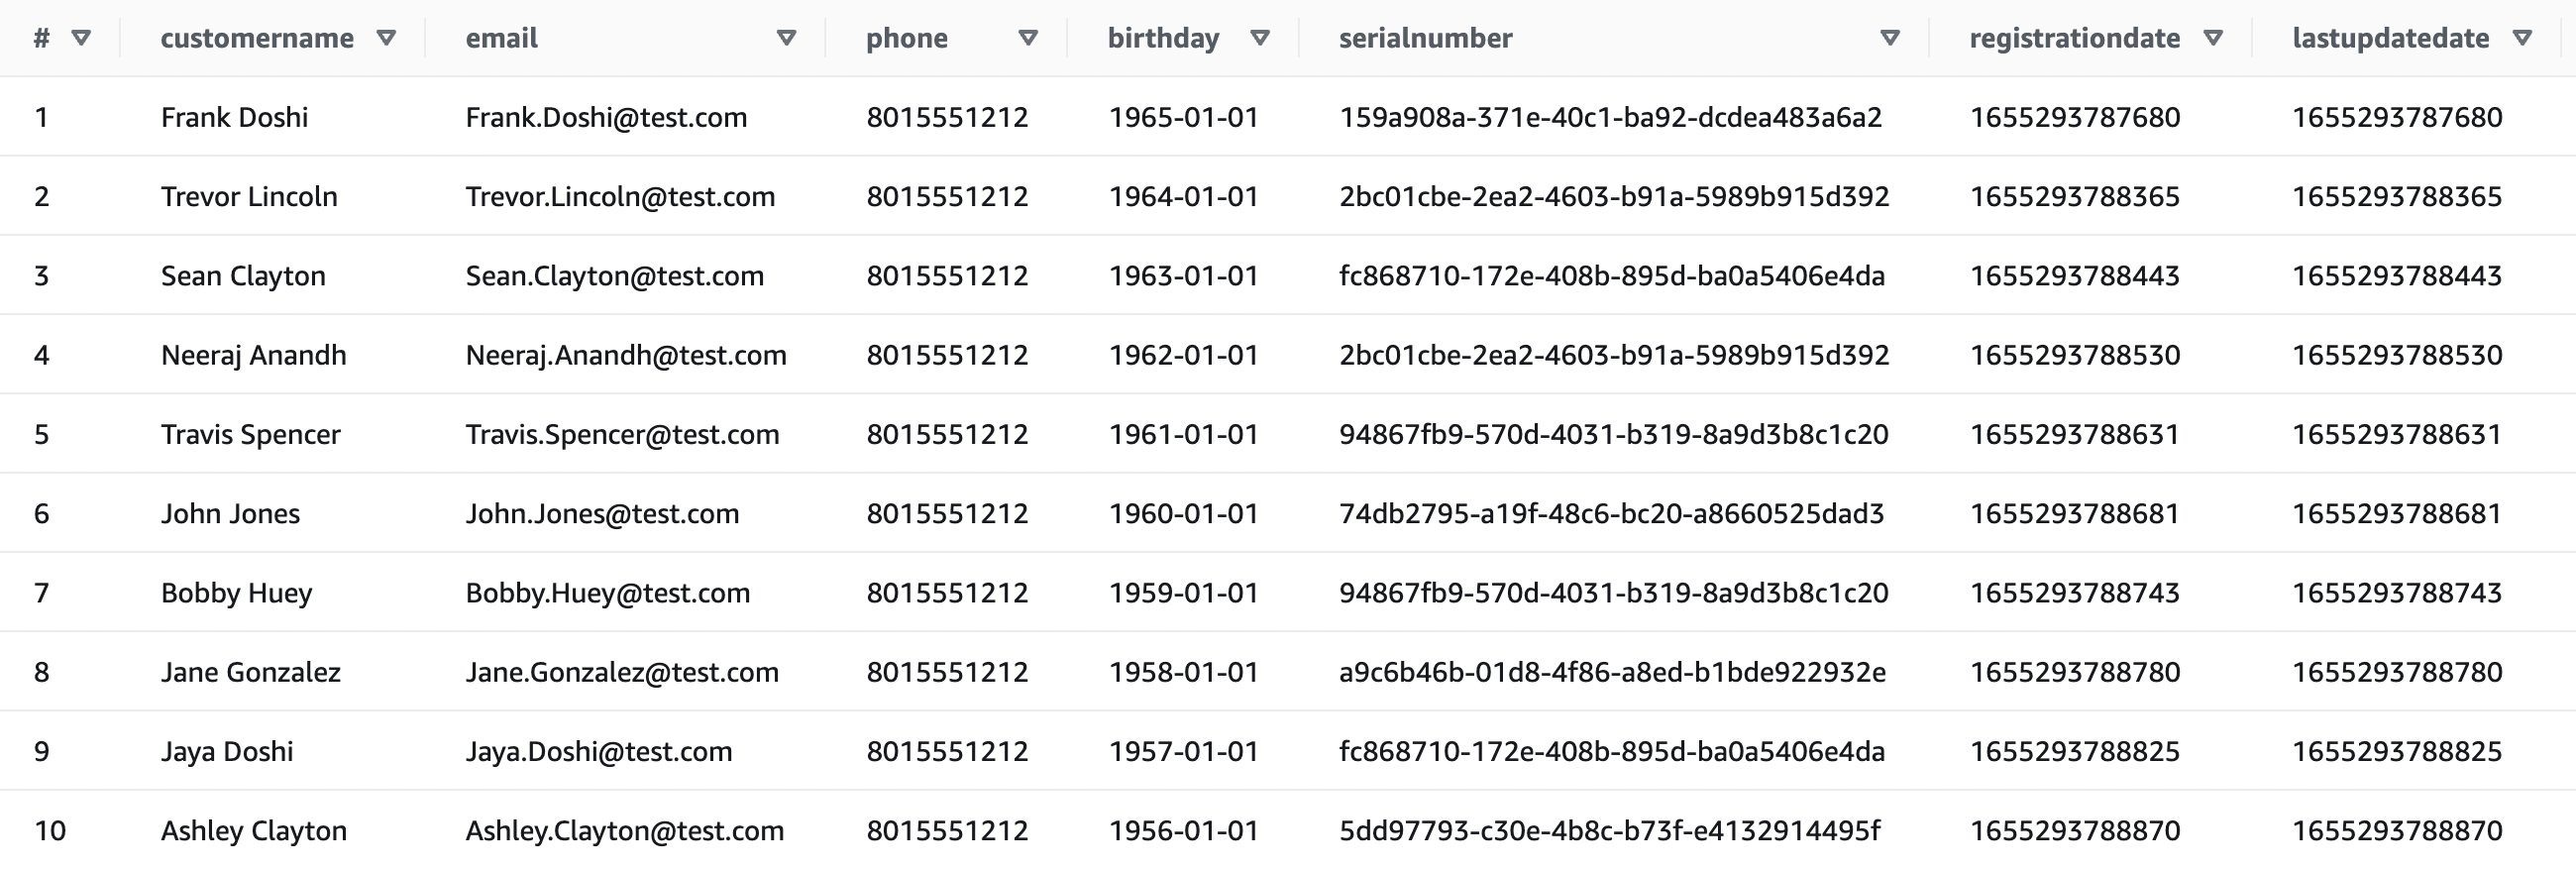 # customername email phone birthday serialnumber registrationdate lastupdatedate
1 Frank Doshi Frank.Doshi@test.com 8015551212 1965-01-01 159a908a-371e-40c1-ba92-dcdea483a6a2 1655293787680 1655293787680
2 Trevor Lincoln Trevor.Lincoln@test.com 8015551212 1964-01-01 2bc01cbe-2ea2-4603-b91a-5989b915d392 1655293788365 1655293788365
3 Sean Clayton Sean.Clayton@test.com 8015551212 1963-01-01 fc868710-172e-408b-895d-ba0a5406e4da 1655293788443 1655293788443
4 Neeraj Anandh Neeraj.Anandh@test.com 8015551212 1962-01-01 2bc01cbe-2ea2-4603-b91a-5989b915d392 1655293788530 1655293788530
5 Travis Spencer Travis.Spencer@test.com 8015551212 1961-01-01 94867fb9-570d-4031-b319-8a9d3b8c1c20 1655293788631 1655293788631
6 John Jones John.Jones@test.com 8015551212 1960-01-01 74db2795-a19f-48c6-bc20-a8660525dad3 1655293788681 1655293788681
7 Bobby Huey Bobby.Huey@test.com 8015551212 1959-01-01 94867fb9-570d-4031-b319-8a9d3b8c1c20 1655293788743 1655293788743
8 Jane Gonzalez Jane.Gonzalez@test.com 8015551212 1958-01-01 a9c6b46b-01d8-4f86-a8ed-b1bde922932e 1655293788780 1655293788780
9 Jaya Doshi Jaya.Doshi@test.com 8015551212 1957-01-01 fc868710-172e-408b-895d-ba0a5406e4da 1655293788825 1655293788825
10 Ashley Clayton Ashley.Clayton@test.com 8015551212 1956-01-01 5dd97793-c30e-4b8c-b73f-e4132914495f 1655293788870 1655293788870